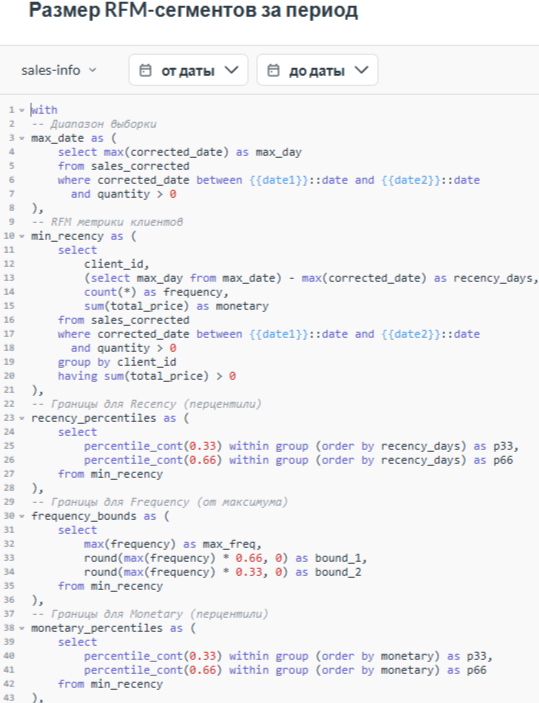 Размер RFM-сегментов за период
sales-info от даты до даты
1 with
2 -- Диапазон выборки
3 max_date as (
4 select max(corrected_date) as max_day
5 from sales_corrected
6 where corrected_date between {{date1}}::date and {{date2}}::date
7 and quantity > 0
8 ),
9 -- RFM метрики клиентов
10 min_recency as (
11 select
12 client_id,
13 (select max_day from max_date) - max(corrected_date) as recency_days,
14 count(*) as frequency,
15 sum(total_price) as monetary
16 from sales_corrected
17 where corrected_date between {{date1}}::date and {{date2}}::date
18 and quantity > 0
19 group by client_id
20 having sum(total_price) > 0
21 ),
22 -- Границы для Recency (перцентили)
23 recency_percentiles as (
24 select
25 percentile_cont(0.33) within group (order by recency_days) as p33,
26 percentile_cont(0.66) within group (order by recency_days) as p66
27 from min_recency
28 ),
29 -- Границы для Frequency (от максимума)
30 frequency_bounds as (
31 select
32 max(frequency) as max_freq,
33 round(max(frequency) * 0.66, 0) as bound_1,
34 round(max(frequency) * 0.33, 0) as bound_2
35 from min_recency
36 ),
37 -- Границы для Monetary (перцентили)
38 monetary_percentiles as (
39 select
40 percentile_cont(0.33) within group (order by monetary) as p33,
41 percentile_cont(0.66) within group (order by monetary) as p66
42 from min_recency
43 ),